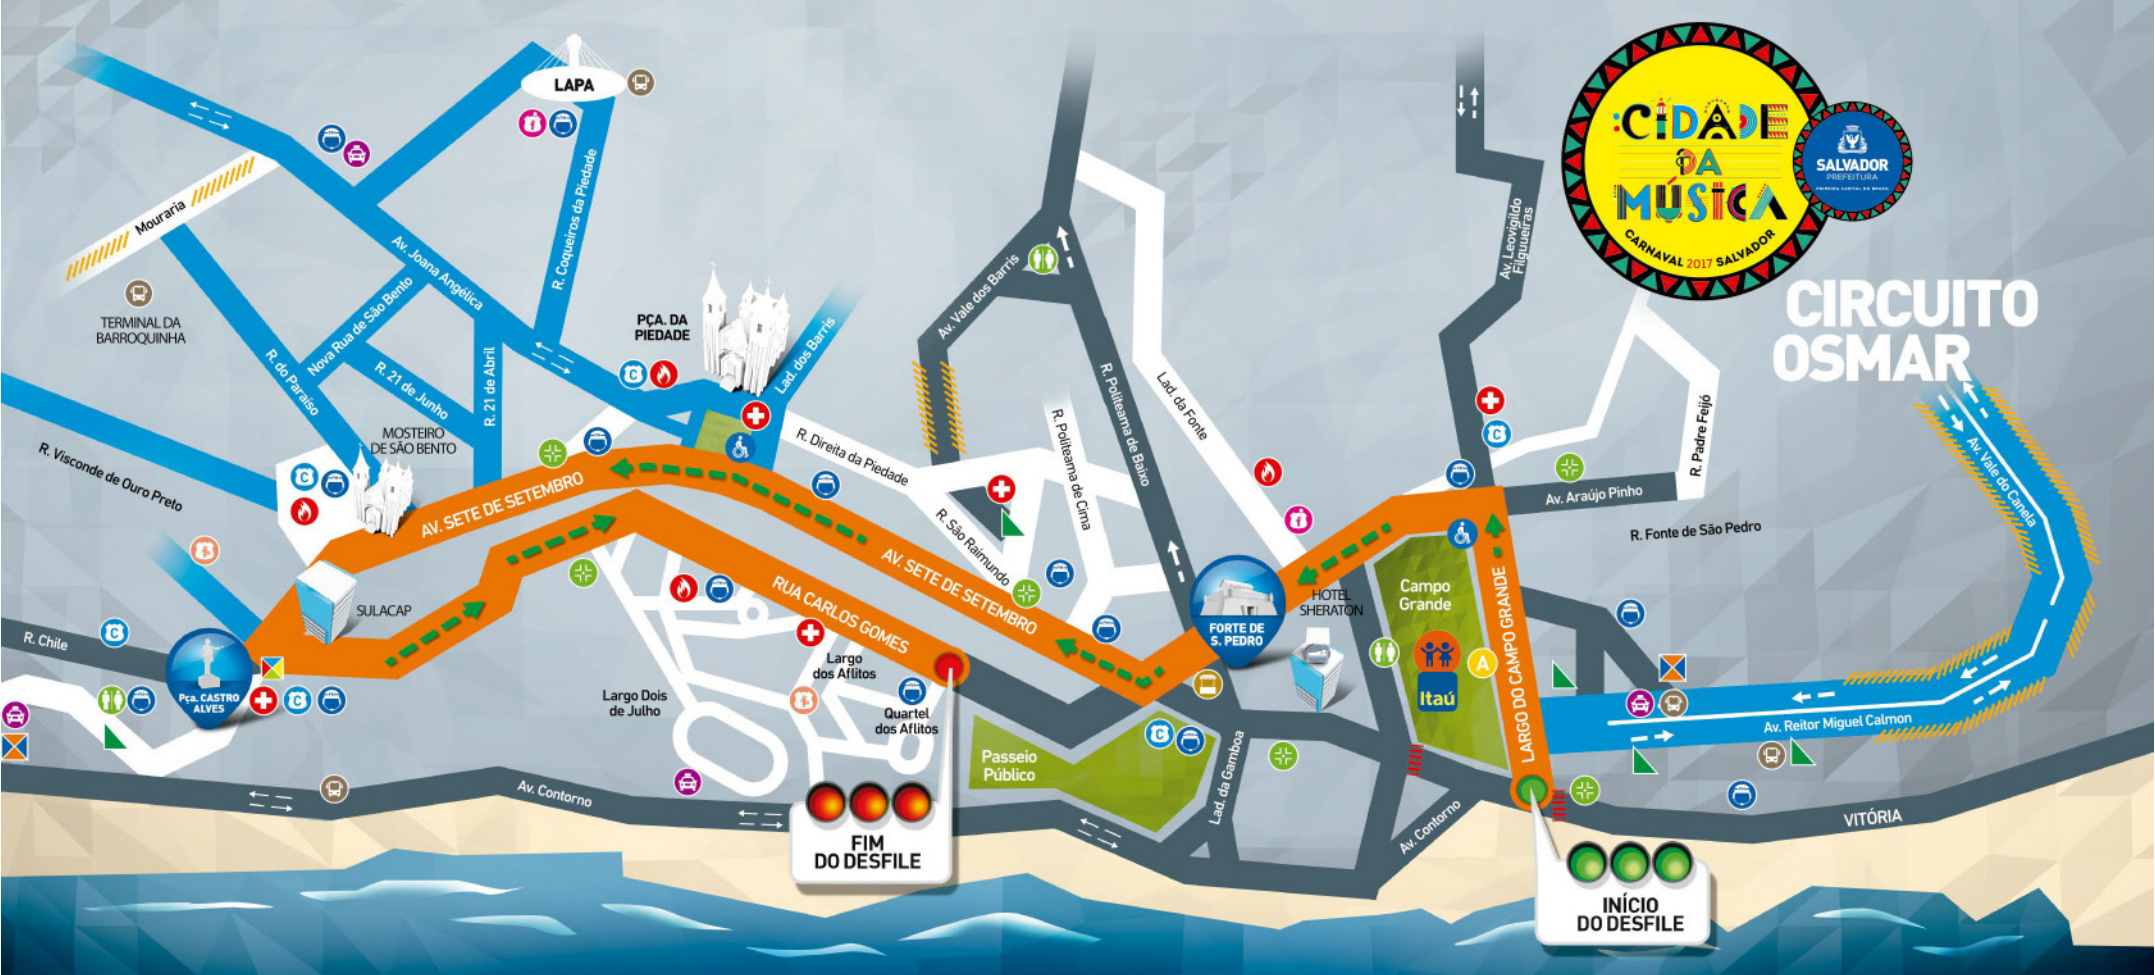 CIDADE
DA
MÚSICA
CARNAVAL 2017 SALVADOR
SALVADOR
PREFEITURA
PRIMEIRA CAPITAL DO BRASIL
CIRCUITO
OSMAR
LAPA
Mouraria
TERMINAL DA
BARROQUINHA
Av. Joana Angélica
R. Coqueiros da Piedade
Nova Rua de São Bento
R. do Paraíso
R. 21 de Junho
R. 21 de Abril
PÇA. DA
PIEDADE
Lad. dos Barris
MOSTEIRO
DE SÃO BENTO
R. Visconde de Ouro Preto
R. Direita da Piedade
R. São Raimundo
Av. Vale dos Barris
R. Politeama de Cima
R. Politeama de Baixo
Lad. da Fonte
Av. Leovigildo
Filgueiras
R. Padre Feijó
Av. Araújo Pinho
R. Fonte de São Pedro
Av. Vale do Canela
AV. SETE DE SETEMBRO
AV. SETE DE SETEMBRO
RUA CARLOS GOMES
LARGO DO CAMPO GRANDE
Campo
Grande
Itaú
A
HOTEL
SHERATON
FORTE DE
S. PEDRO
SULACAP
R. Chile
Pça. CASTRO
ALVES
Largo
dos Aflitos
Largo Dois
de Julho
Quartel
dos Aflitos
Passeio
Público
Lad. da Gamboa
Av. Contorno
Av. Contorno
Av. Reitor Miguel Calmon
VITÓRIA
FIM
DO DESFILE
INÍCIO
DO DESFILE